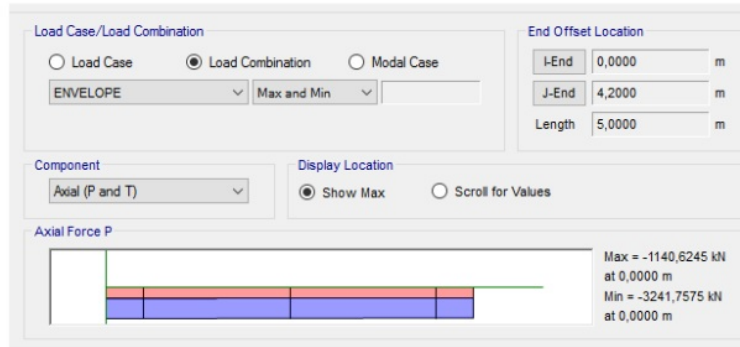 Load Case/Load Combination
Load Case
Load Combination
Modal Case
ENVELOPE
Max and Min
End Offset Location
I-End
0,0000
m
J-End
4,2000
m
Length
5,0000
m
Component
Axial (P and T)
Display Location
Show Max
Scroll for Values
Axial Force P
Max = -1140,6245 kN
at 0,0000 m
Min = -3241,7575 kN
at 0,0000 m